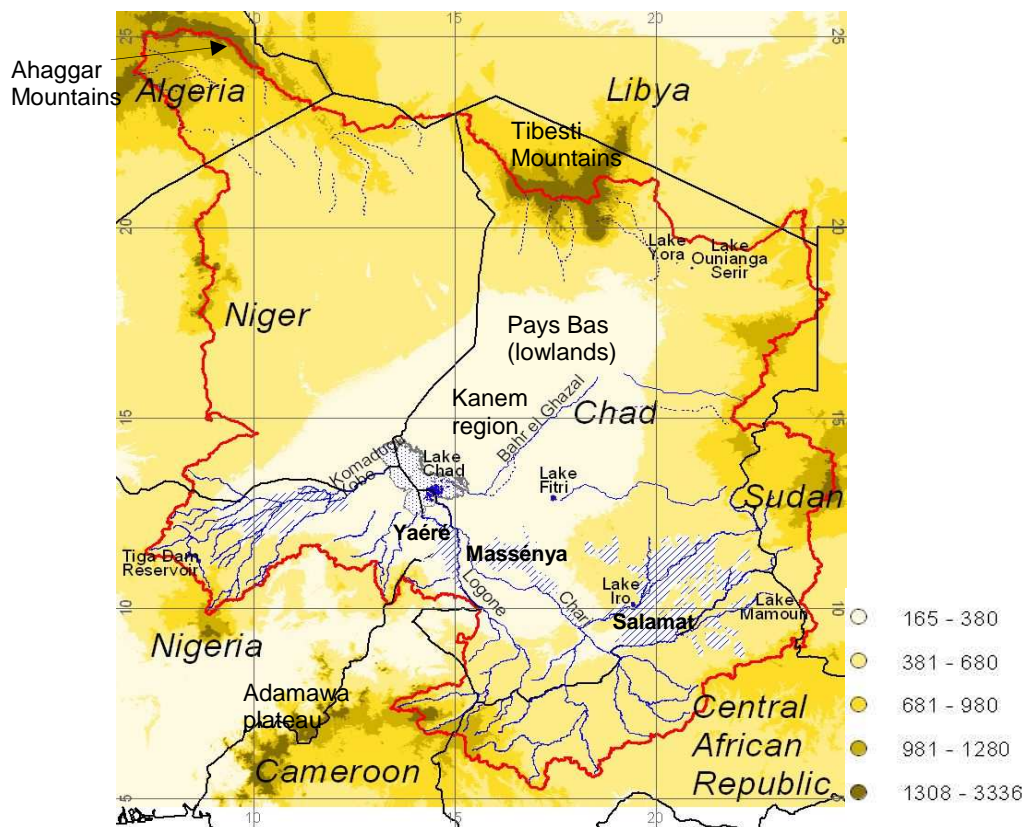 10
15
20
25
25
Ahaggar
Mountains
Algeria
Libya
Tibesti
Mountains
20
20
Lake
Yora
Lake
Ounianga
Serir
Niger
Pays Bas
(lowlands)
Kanem
region
Bahr el Ghazal
Chad
15
15
Komadugu
Yobe
Lake
Chad
Lake
Fitri
Sudan
Yaéré
Massénya
Tiga Dam
Reservoir
Logone
Chari
Lake
Iro
Salamat
Lake
Mamoun
10
10
Nigeria
Adamawa
plateau
Cameroon
Central
African
Republic
5
5
10
15
20
165 - 380
381 - 680
681 - 980
981 - 1280
1308 - 3336